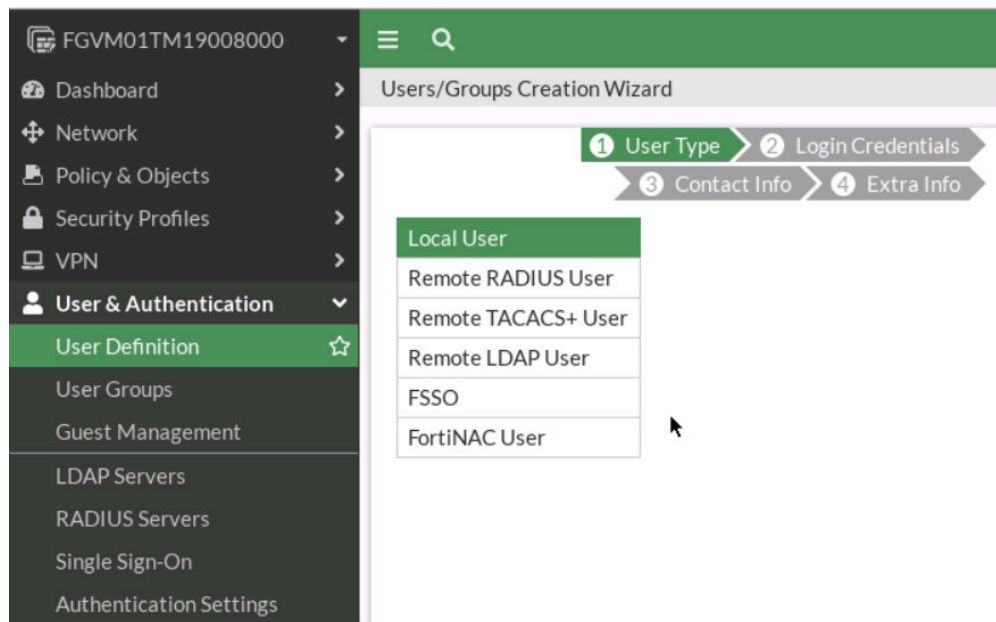 FGVM01TM19008000
Dashboard
Network
Policy & Objects
Security Profiles
VPN
User & Authentication
User Definition
User Groups
Guest Management
LDAP Servers
RADIUS Servers
Single Sign-On
Authentication Settings
Users/Groups Creation Wizard
1 User Type 2 Login Credentials
3 Contact Info 4 Extra Info
Local User
Remote RADIUS User
Remote TACACS+ User
Remote LDAP User
FSSO
FortiNAC User